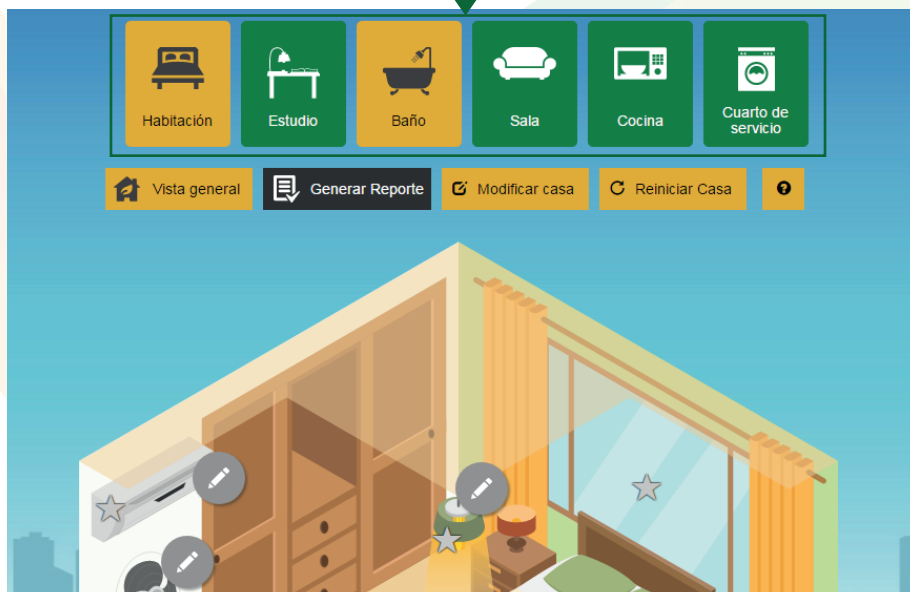 Habitación
Estudio
Baño
Sala
Cocina
Cuarto de
servicio
Vista general
Generar Reporte
Modificar casa
Reiniciar Casa
?